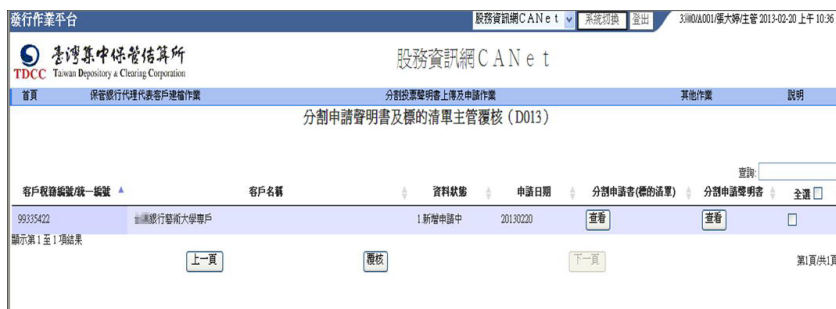 發行作業平台 股務資訊網CANet 系統切換 登出 /A001/張大婷/主管 2013-02-20 上午 10:36
臺灣集中保管結算所 股務資訊網CANet
TDCC Taiwan Depository & Clearing Corporation
首頁 保管銀行代理代表客戶建檔作業 分割投票聲明書上傳及申請作業 其他作業 說明
分割申請聲明書及標的清單主管覆核(D013)
查詢:
客戶稅籍編號/統一編號 客戶名稱 資料狀態 申請日期 分割申請書(標的清單) 分割申請聲明書 全選
99335422 銀行藝術大學專戶 1.新增申請中 20130220 查看 查看
顯示第 1 至 1 項結果
上一頁 覆核 下一頁 第1頁/共1頁